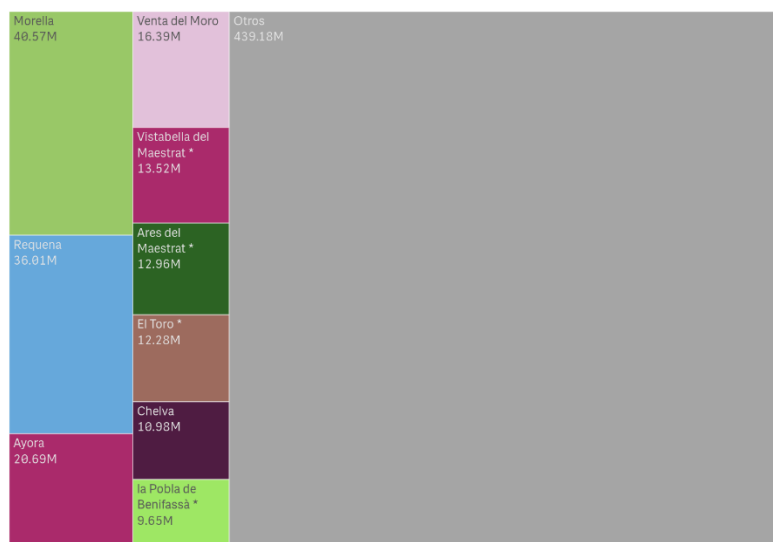 Morella
40.57M
Requena
36.01M
Ayora
20.69M
Venta del Moro
16.39M
Vistabella del
Maestrat *
13.52M
Ares del
Maestrat *
12.96M
El Toro *
12.28M
Chelva
10.98M
la Pobla de
Benifassà *
9.65M
Otros
439.18M